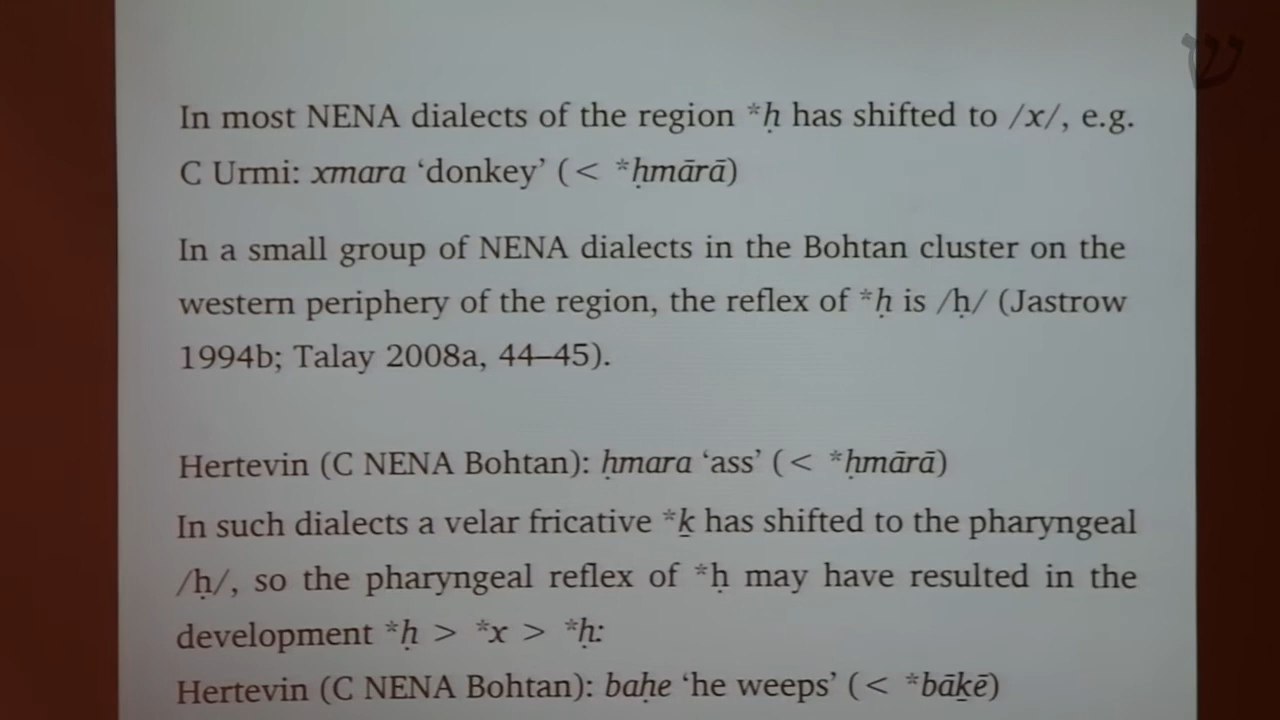 ש
In most NENA dialects of the region *ḥ has shifted to /x/, e.g.
C Urmi: xmara ‘donkey’ (< *ḥmārā)
In a small group of NENA dialects in the Bohtan cluster on the
western periphery of the region, the reflex of *ḥ is /ḥ/ (Jastrow
1994b; Talay 2008a, 44–45).
Hertevin (C NENA Bohtan): ḥmara ‘ass’ (< *ḥmārā)
In such dialects a velar fricative *ḵ has shifted to the pharyngeal
/ḥ/, so the pharyngeal reflex of *ḥ may have resulted in the
development *ḥ > *x > *ḥ:
Hertevin (C NENA Bohtan): baḥe ‘he weeps’ (< *bāḵē)